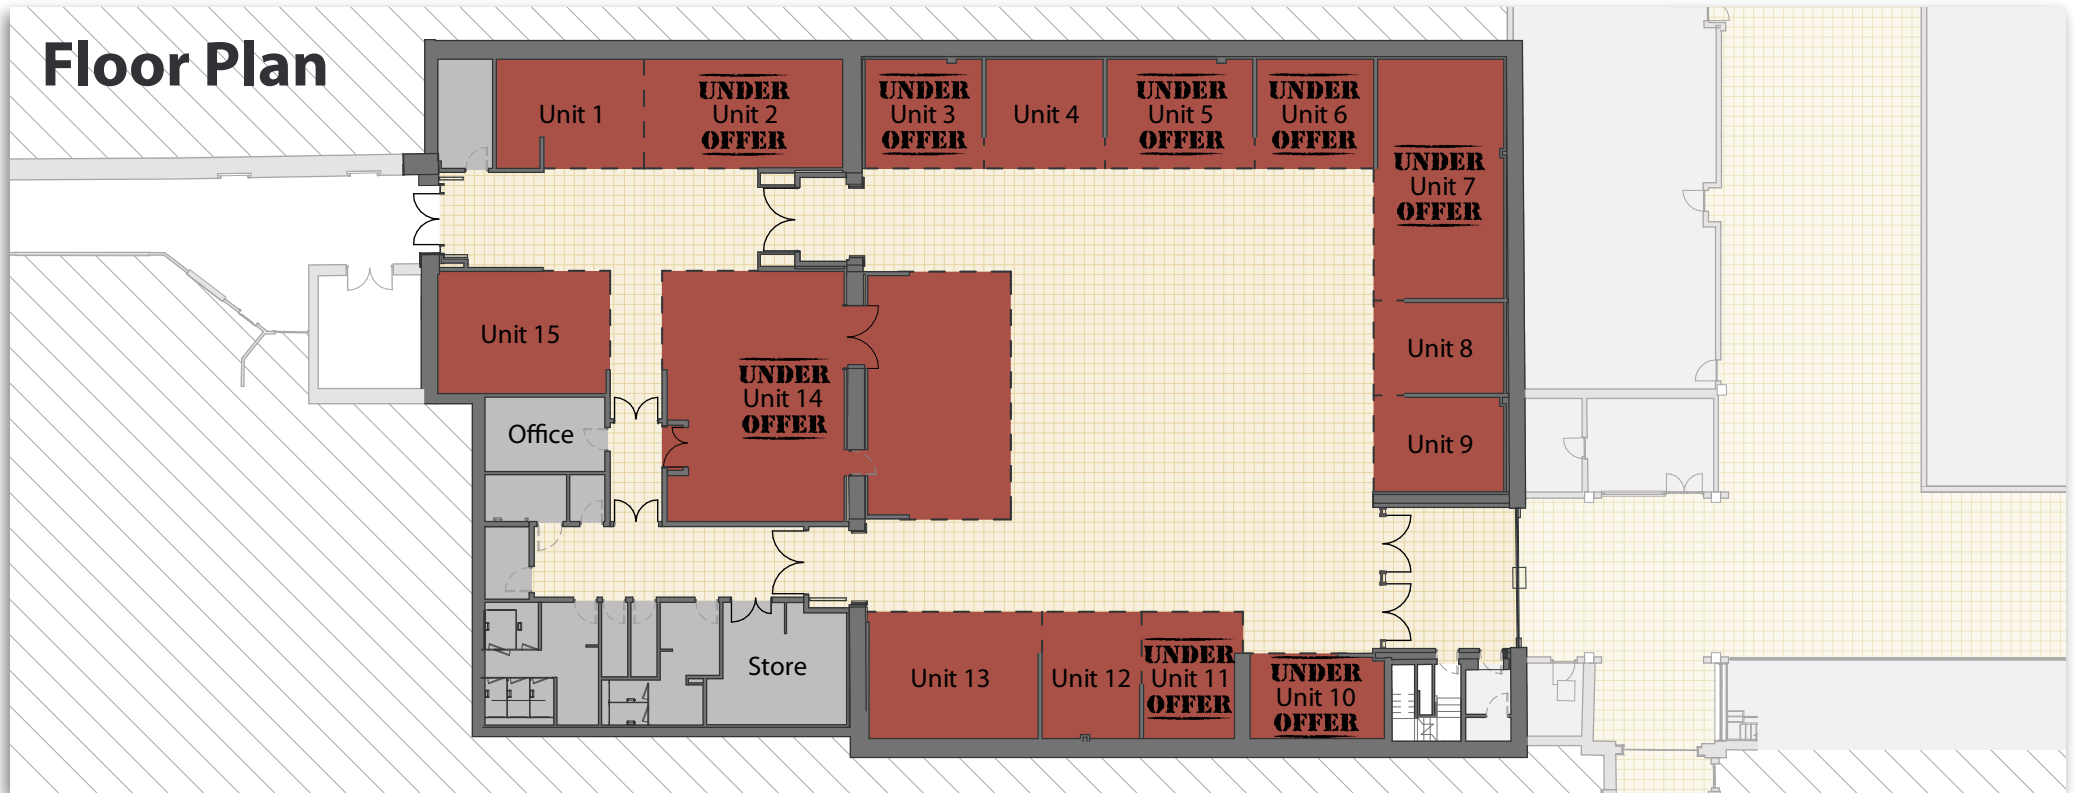 Floor Plan
Unit 1
UNDER
Unit 2
OFFER
UNDER
Unit 3
OFFER
Unit 4
UNDER
Unit 5
OFFER
UNDER
Unit 6
OFFER
UNDER
Unit 7
OFFER
Unit 15
UNDER
Unit 14
OFFER
Unit 8
Office
Unit 9
Store
Unit 13
Unit 12
UNDER
Unit 11
OFFER
UNDER
Unit 10
OFFER